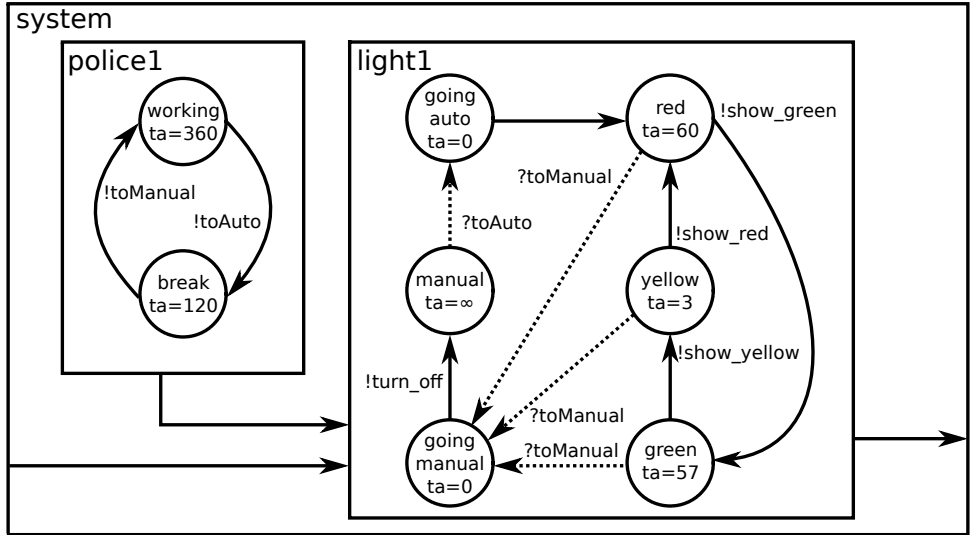 system
police1
working
ta=360
!toManual
!toAuto
break
ta=120
light1
going
auto
ta=0
red
ta=60
!show_green
?toManual
?toAuto
!show_red
manual
ta=∞
yellow
ta=3
!show_yellow
!turn_off
?toManual
?toManual
going
manual
ta=0
green
ta=57